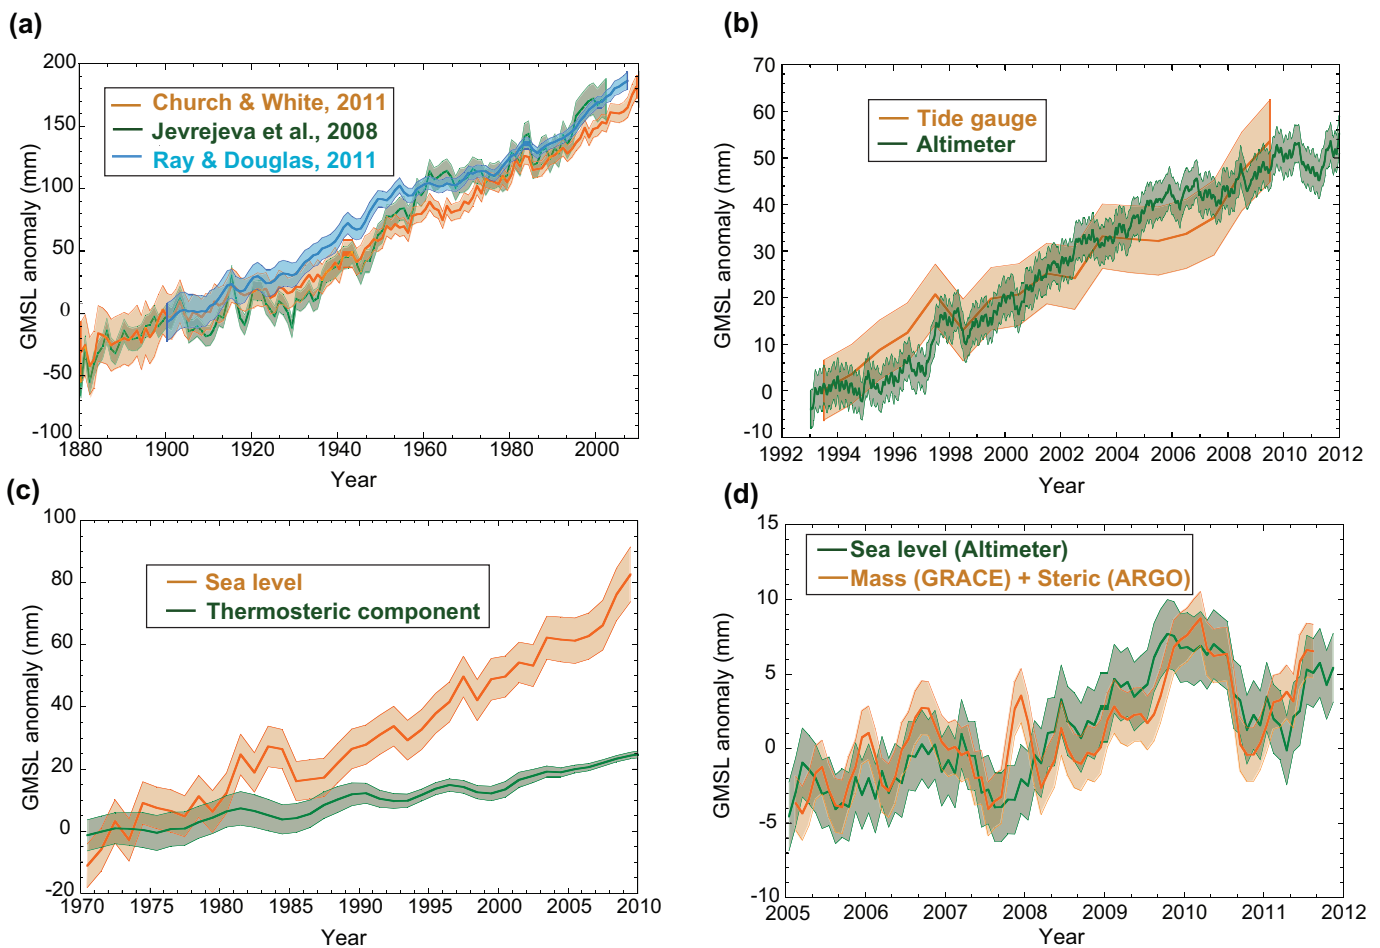 (a)
GMSL anomaly (mm)
200
150
100
50
0
-50
-100
Church & White, 2011
Jevrejeva et al., 2008
Ray & Douglas, 2011
1880 1900 1920 1940 1960 1980 2000
Year
(b)
GMSL anomaly (mm)
70
60
50
40
30
20
10
0
-10
Tide gauge
Altimeter
1992 1994 1996 1998 2000 2002 2004 2006 2008 2010 2012
Year
(c)
GMSL anomaly (mm)
100
80
60
40
20
0
-20
Sea level
Thermosteric component
1970 1975 1980 1985 1990 1995 2000 2005 2010
Year
(d)
GMSL anomaly (mm)
15
10
5
0
-5
-10
Sea level (Altimeter)
Mass (GRACE) + Steric (ARGO)
2005 2006 2007 2008 2009 2010 2011 2012
Year